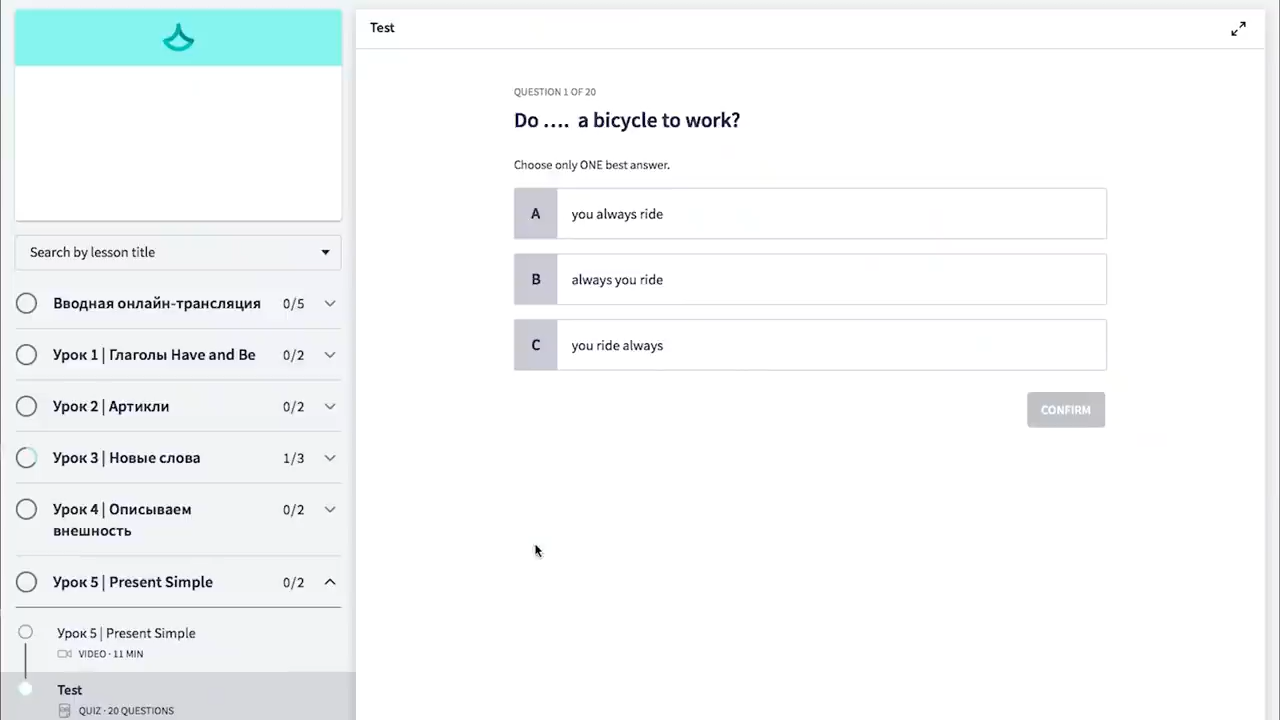 Test
QUESTION 1 OF 20
Do .... a bicycle to work?
Choose only ONE best answer.
A you always ride
B always you ride
C you ride always
CONFIRM
Search by lesson title
Вводная онлайн-трансляция 0/5
Урок 1 | Глаголы Have and Be 0/2
Урок 2 | Артикли 0/2
Урок 3 | Новые слова 1/3
Урок 4 | Описываем 0/2
внешность
Урок 5 | Present Simple 0/2
Урок 5 | Present Simple
VIDEO · 11 MIN
Test
QUIZ · 20 QUESTIONS